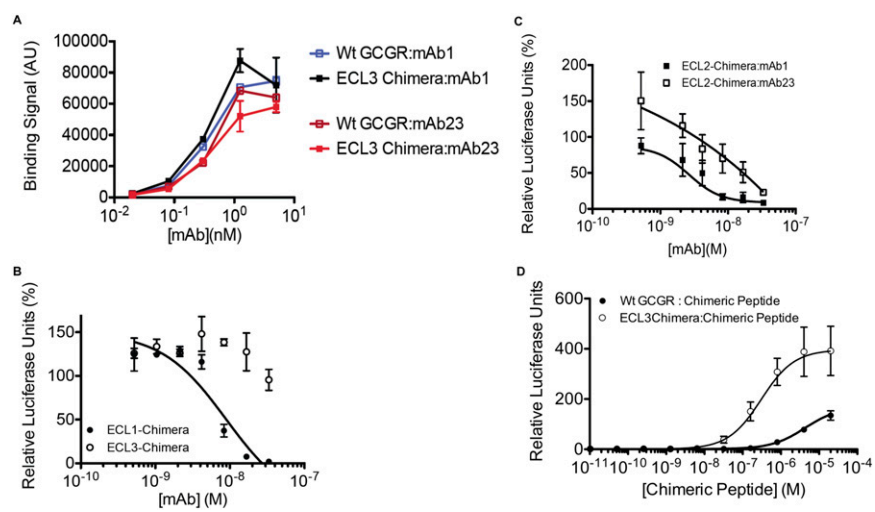 A
Binding Signal (AU)
100000
80000
60000
40000
20000
0
10-2
10-1
100
101
[mAb](nM)
Wt GCGR:mAb1
ECL3 Chimera:mAb1
Wt GCGR:mAb23
ECL3 Chimera:mAb23
C
Relative Luciferase Units (%)
200
150
100
50
0
10-10
10-9
10-8
10-7
[mAb](M)
ECL2-Chimera:mAb1
ECL2-Chimera:mAb23
B
Relative Luciferase Units (%)
150
100
50
0
10-10
10-9
10-8
10-7
[mAb] (M)
ECL1-Chimera
ECL3-Chimera
D
Relative Luciferase Units
600
400
200
0
10-11
10-10
10-9
10-8
10-7
10-6
10-5
10-4
[Chimeric Peptide] (M)
Wt GCGR : Chimeric Peptide
ECL3Chimera:Chimeric Peptide